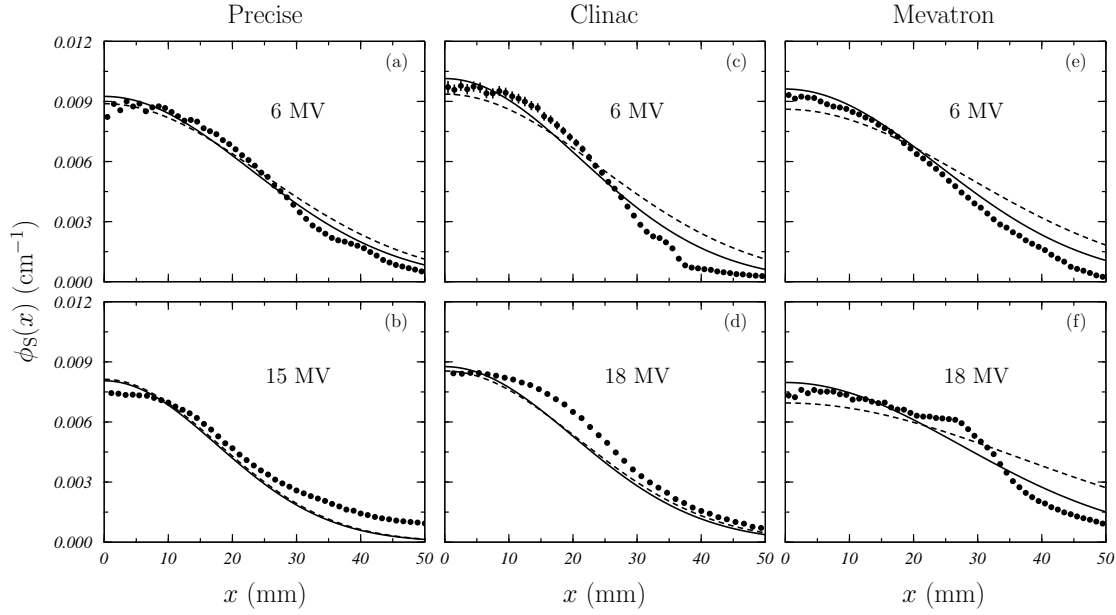 Precise Clinac Mevatron
0.012 (a) (c) (e)
0.009 6 MV 6 MV 6 MV
0.006
0.003
0.000
0.012 (b) (d) (f)
0.009 15 MV 18 MV 18 MV
0.006
0.003
0.000
ϕS(x) (cm−1)
0 10 20 30 40 50 0 10 20 30 40 50 0 10 20 30 40 50
x (mm) x (mm) x (mm)